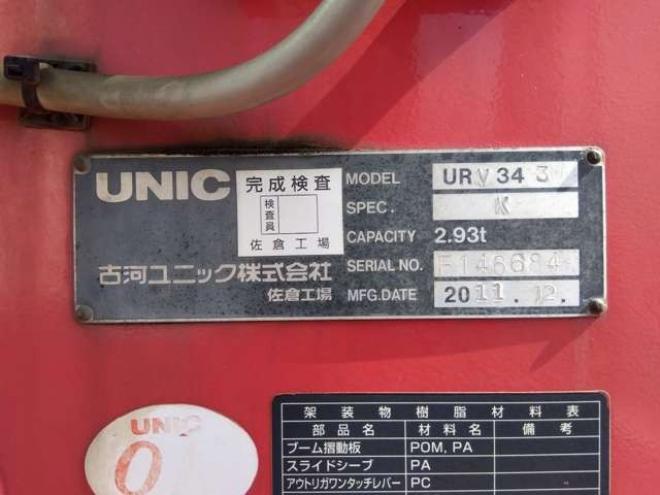 UNIC
完成検査
検査員
佐倉工場
古河ユニック株式会社
佐倉工場
MODEL URV343
SPEC. K
CAPACITY 2.93t
SERIAL NO. E146684
MFG.DATE 2011.12.
UNIC
01
架装物樹脂材料表
部品名 材料名 備考
ブーム摺動板 POM, PA
スライドシーブ PA
アウトリガワンタッチレバー PC